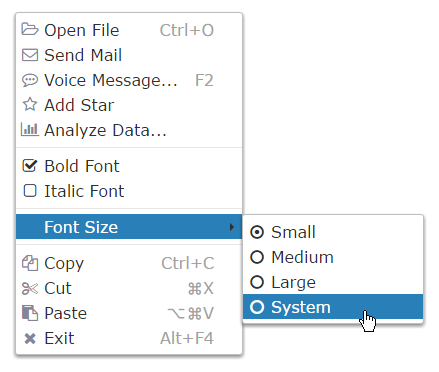 Open File Ctrl+O
Send Mail
Voice Message... F2
Add Star
Analyze Data...
Bold Font
Italic Font
Font Size
Small
Medium
Large
System
Copy Ctrl+C
Cut ⌘X
Paste ⌥⌘V
Exit Alt+F4